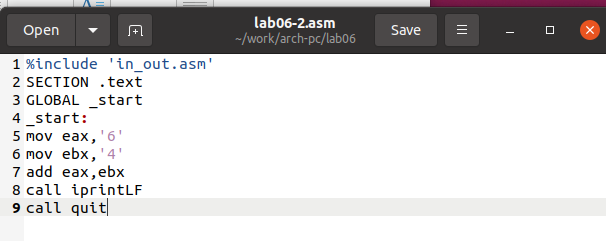 Open
lab06-2.asm
~/work/arch-pc/lab06
Save
1 %include 'in_out.asm'
2 SECTION .text
3 GLOBAL _start
4 _start:
5 mov eax,'6'
6 mov ebx,'4'
7 add eax,ebx
8 call iprintLF
9 call quit